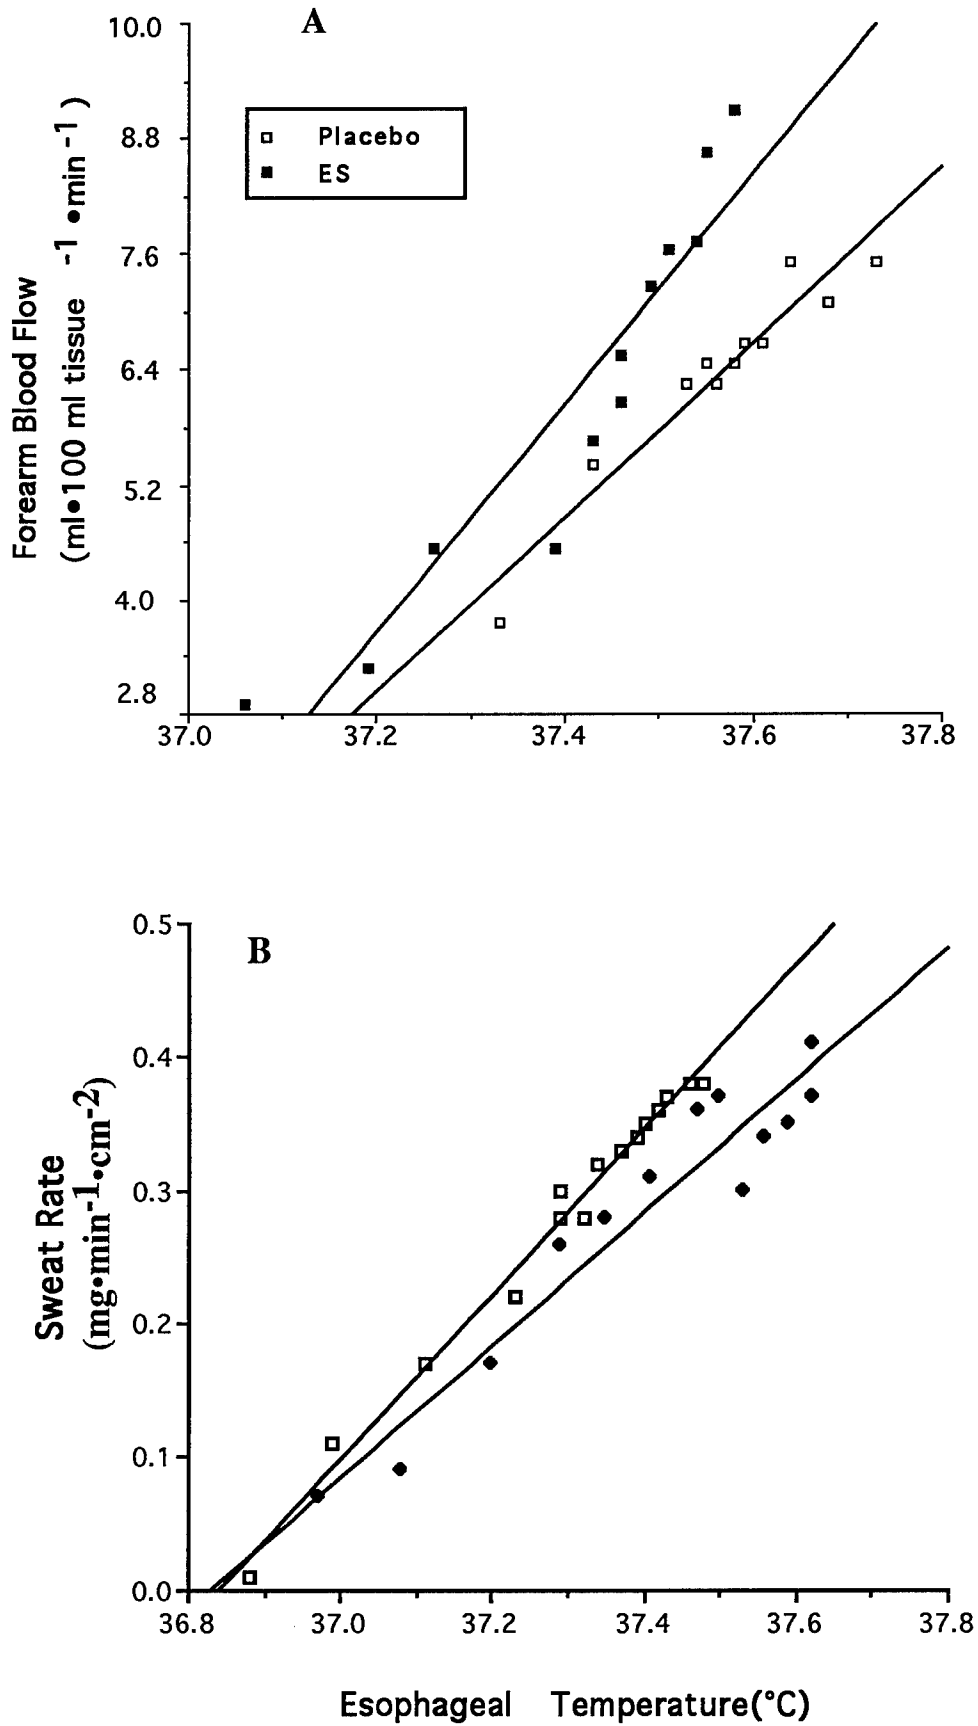 A
10.0
8.8
7.6
6.4
5.2
4.0
2.8
Forearm Blood Flow
(ml•100 ml tissue -1 •min -1 )
Placebo
ES
37.0 37.2 37.4 37.6 37.8
B
0.5
0.4
0.3
0.2
0.1
0.0
Sweat Rate
(mg•min-1•cm-2)
36.8 37.0 37.2 37.4 37.6 37.8
Esophageal Temperature(°C)